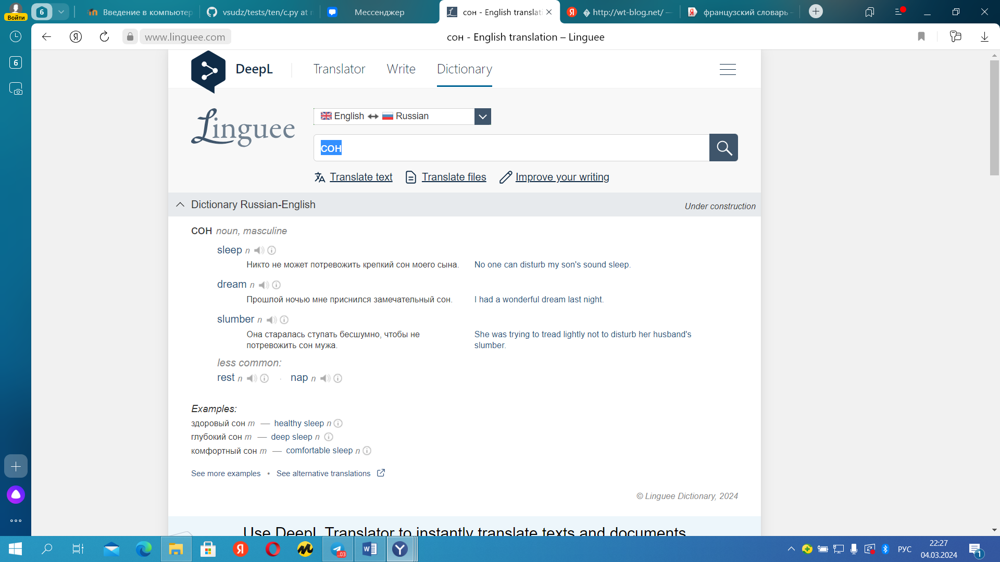 Войти
6
Введение в компьютер
vsudz/tests/ten/c.py at
Мессенджер
сон - English translati
http://wt-blog.net/ —
французский словарь
www.linguee.com
сон - English translation – Linguee
6
DeepL
Translator
Write
Dictionary
Linguee
English ↔ Russian
сон
Translate text
Translate files
Improve your writing
Dictionary Russian-English
Under construction
сон noun, masculine
sleep n
Никто не может потревожить крепкий сон моего сына.
No one can disturb my son's sound sleep.
dream n
Прошлой ночью мне приснился замечательный сон.
I had a wonderful dream last night.
slumber n
Она старалась ступать бесшумно, чтобы не
потревожить сон мужа.
She was trying to tread lightly not to disturb her husband's
slumber.
less common:
rest n · nap n
Examples:
здоровый сон m — healthy sleep n
глубокий сон m — deep sleep n
комфортный сон m — comfortable sleep n
See more examples • See alternative translations
© Linguee Dictionary, 2024
Use DeepL Translator to instantly translate texts and documents
..03
РУС
22:27
04.03.2024
1